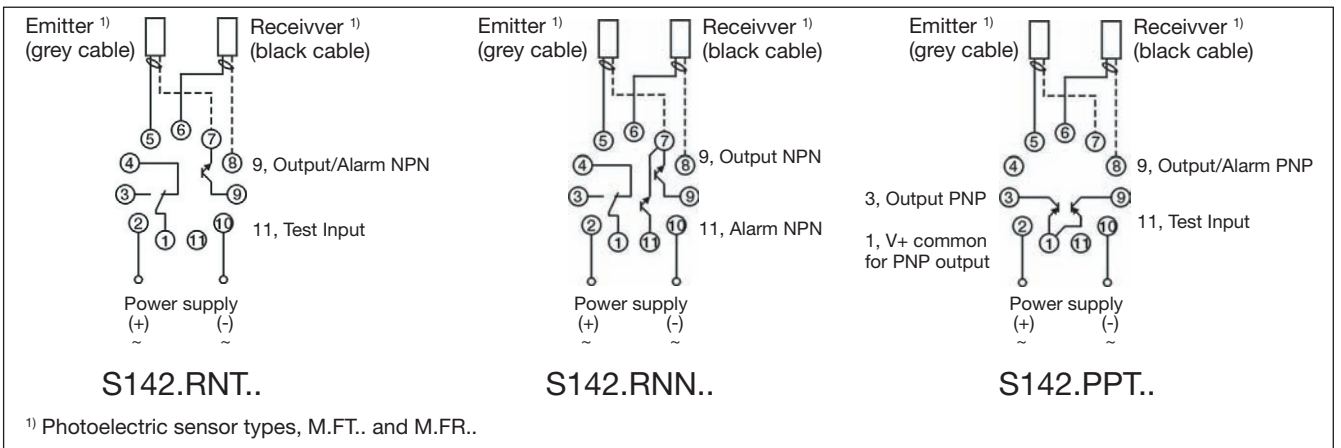 Emitter 1)
(grey cable)
Receivver 1)
(black cable)
5
6
7
4
8
9, Output/Alarm NPN
3
9
2
1
11
10
11, Test Input
Power supply
(+)
(-)
~
~
S142.RNT..
Emitter 1)
(grey cable)
Receivver 1)
(black cable)
5
6
7
4
8
9, Output NPN
3
9
2
1
11
10
11, Alarm NPN
Power supply
(+)
(-)
~
~
S142.RNN..
Emitter 1)
(grey cable)
Receivver 1)
(black cable)
5
6
7
4
8
9, Output/Alarm PNP
3, Output PNP
3
9
2
1
11
10
11, Test Input
1, V+ common
for PNP output
Power supply
(+)
(-)
~
~
S142.PPT..
1) Photoelectric sensor types, M.FT.. and M.FR..